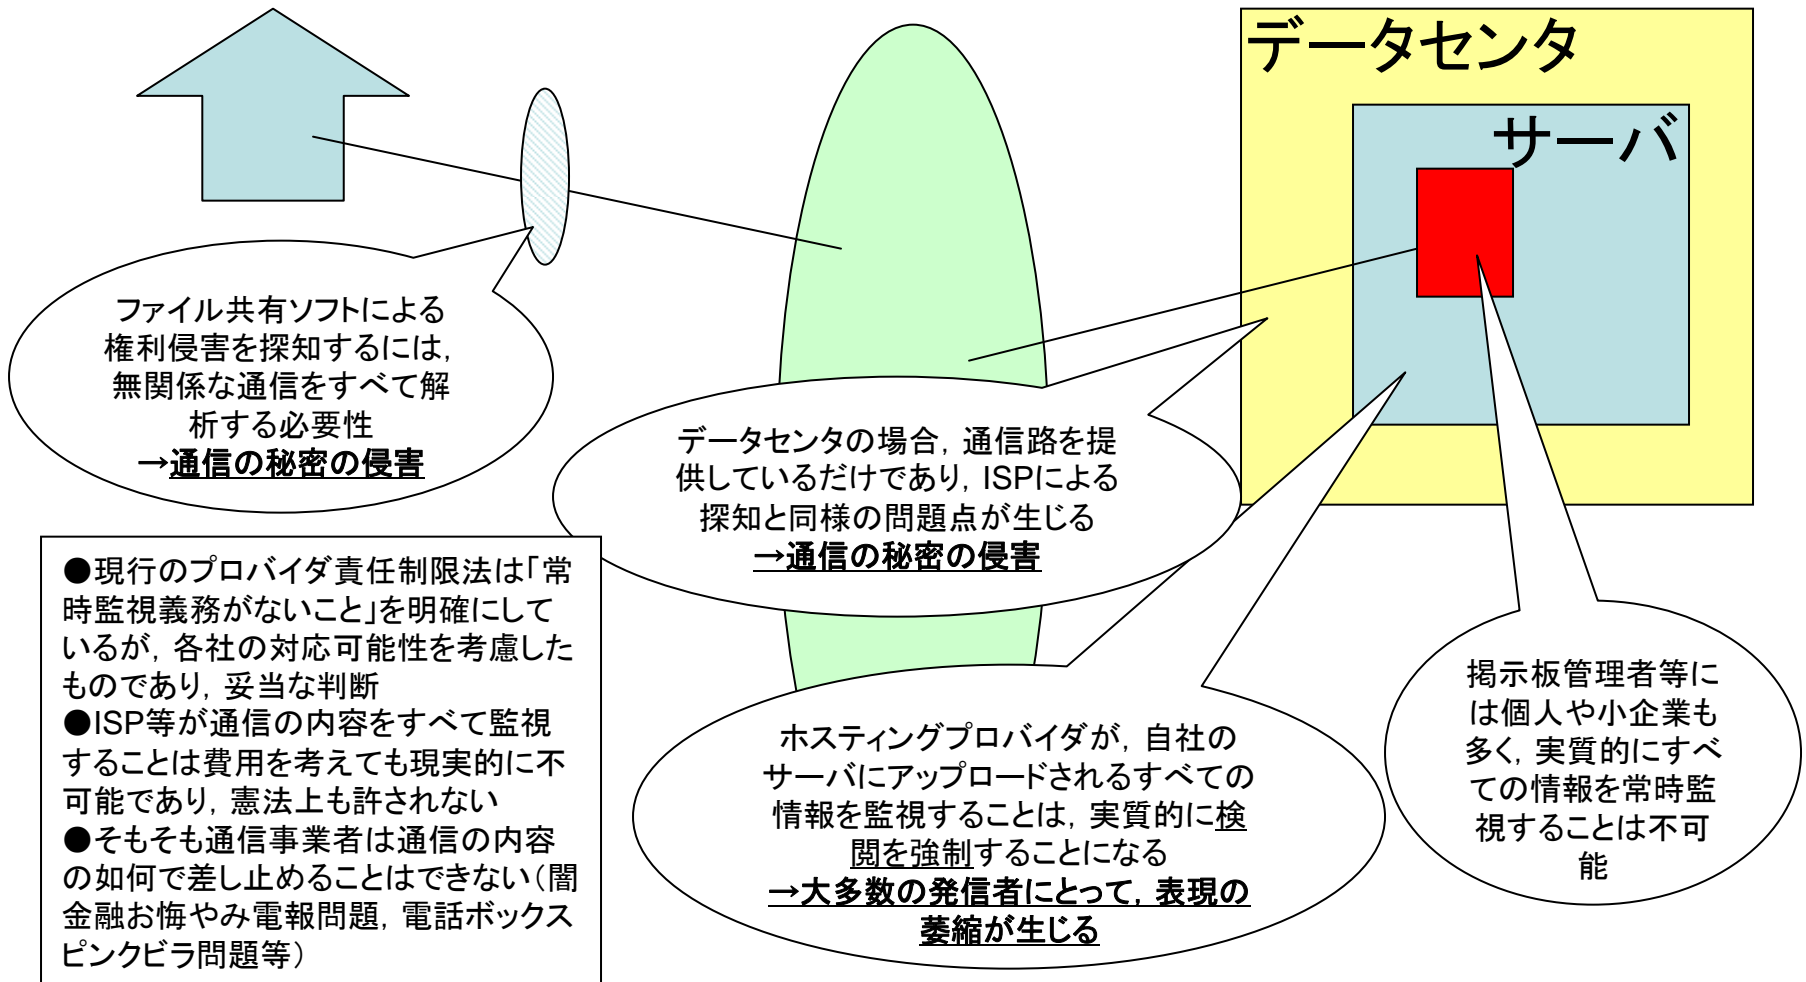 データセンタ
サーバ
ファイル共有ソフトによる
権利侵害を探知するには，
無関係な通信をすべて解
析する必要性
→通信の秘密の侵害
データセンタの場合，通信路を提
供しているだけであり，ISPによる
探知と同様の問題点が生じる
→通信の秘密の侵害
●現行のプロバイダ責任制限法は「常
時監視義務がないこと」を明確にして
いるが，各社の対応可能性を考慮した
ものであり，妥当な判断
●ISP等が通信の内容をすべて監視
することは費用を考えても現実的に不
可能であり，憲法上も許されない
●そもそも通信事業者は通信の内容
の如何で差し止めることはできない（闇
金融お悔やみ電報問題，電話ボックス
ピンクビラ問題等）
ホスティングプロバイダが，自社の
サーバにアップロードされるすべての
情報を監視することは，実質的に検
閲を強制することになる
→大多数の発信者にとって，表現の
萎縮が生じる
掲示板管理者等に
は個人や小企業も
多く，実質的にすべ
ての情報を常時監
視することは不可
能